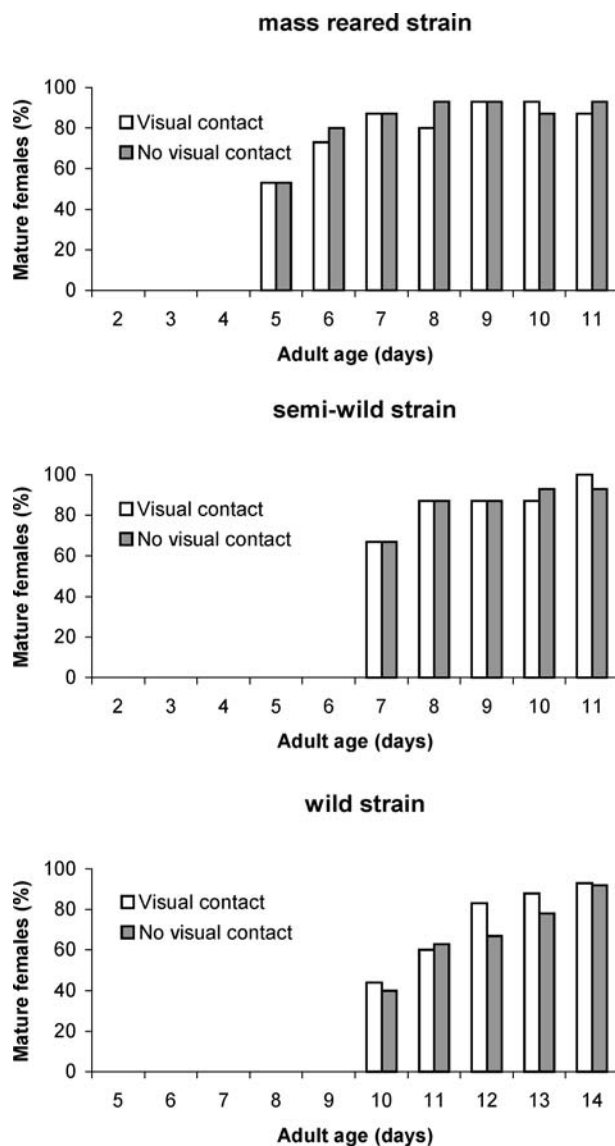 mass reared strain
Mature females (%)
100
80
60
40
20
0
Visual contact
No visual contact
2 3 4 5 6 7 8 9 10 11
Adult age (days)
semi-wild strain
Mature females (%)
100
80
60
40
20
0
Visual contact
No visual contact
2 3 4 5 6 7 8 9 10 11
Adult age (days)
wild strain
Mature females (%)
100
80
60
40
20
0
Visual contact
No visual contact
5 6 7 8 9 10 11 12 13 14
Adult age (days)